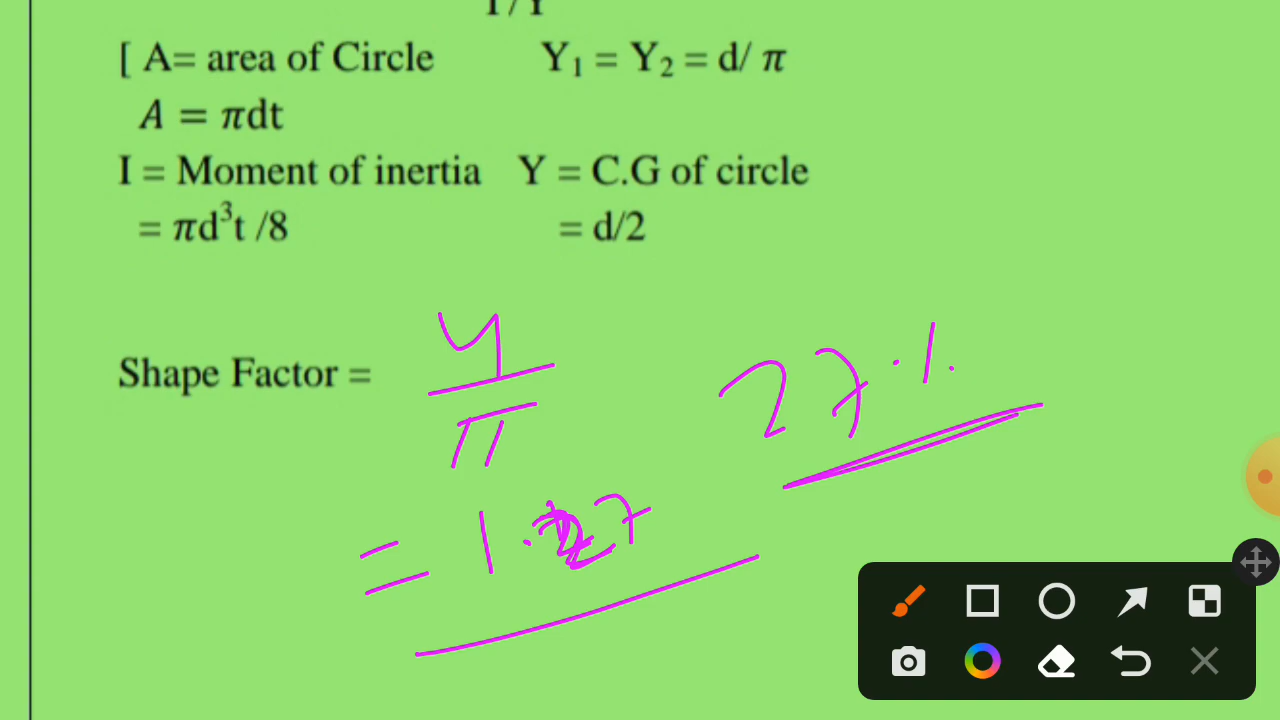 [ A= area of Circle Y₁ = Y₂ = d/ π
A = πdt
I = Moment of inertia Y = C.G of circle
= πd³t /8 = d/2
Shape Factor = 4/π 27.1.
= 1.27